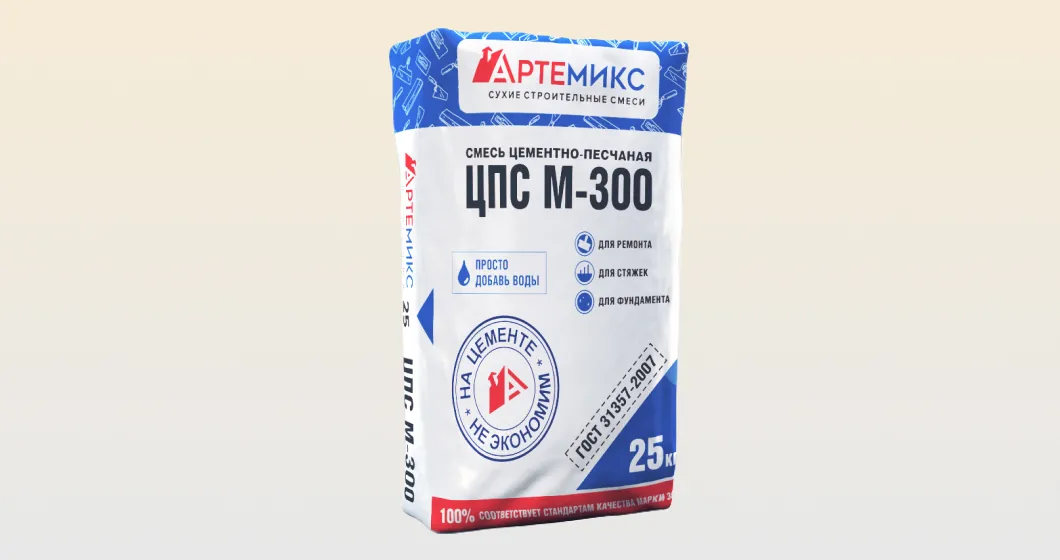 АРТЕМИКС
СУХИЕ СТРОИТЕЛЬНЫЕ СМЕСИ
СМЕСЬ ЦЕМЕНТНО-ПЕСЧАНАЯ
ЦПС М-300
ДЛЯ РЕМОНТА
ПРОСТО
ДОБАВЬ ВОДЫ
ДЛЯ СТЯЖЕК
ДЛЯ ФУНДАМЕНТА
* НА ЦЕМЕНТЕ *
НЕ ЭКОНОМИМ
ГОСТ 31357-2007
25
100% СООТВЕТСТВУЕТ СТАНДАРТАМ КАЧЕСТВА МАРКИ
АРТЕМИКС
25
ЦПС М-300